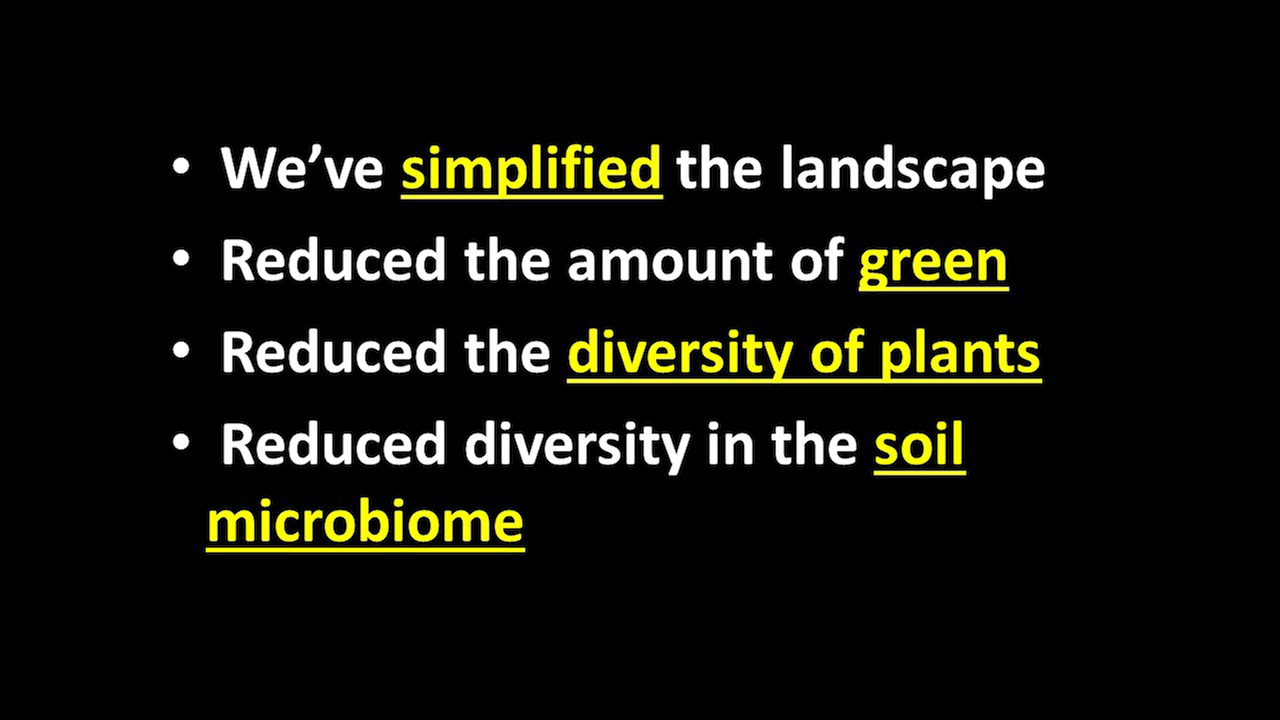 • We’ve simplified the landscape
• Reduced the amount of green
• Reduced the diversity of plants
• Reduced diversity in the soil
microbiome